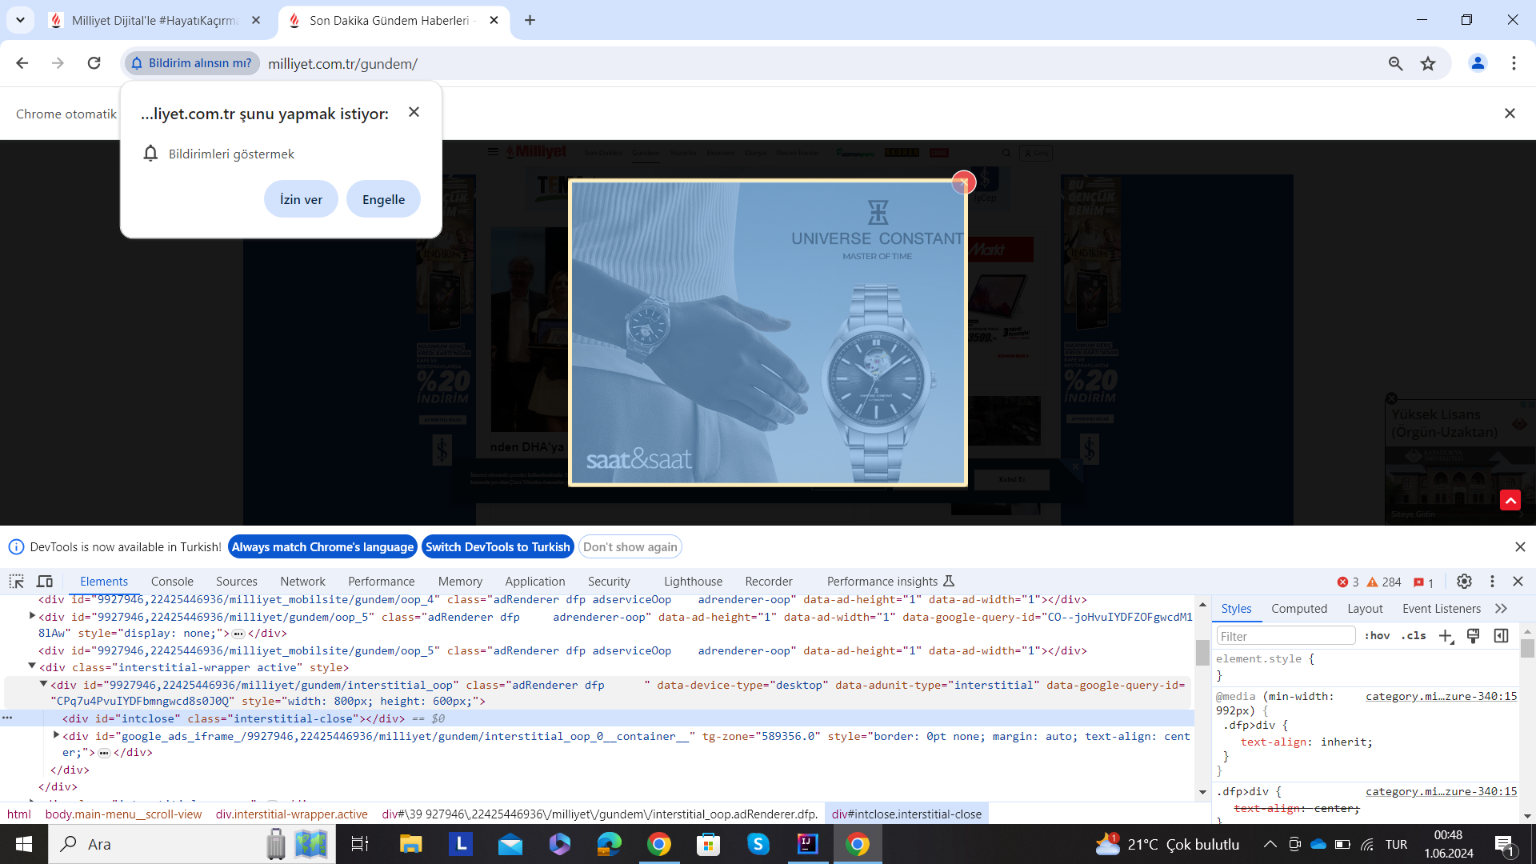 Milliyet Dijital'le #HayatıKaçırma
Son Dakika Gündem Haberleri -
Bildirim alınsın mı?
milliyet.com.tr/gundem/
Chrome otomatik
...liyet.com.tr şunu yapmak istiyor:
Bildirimleri göstermek
İzin ver
Engelle
Milliyet
UNIVERSE CONSTANT
MASTER OF TIME
saat&saat
%20
İNDİRİM
%20
İNDİRİM
nden DHA'ya
Yüksek Lisans
(Örgün-Uzaktan)
Siteye Gidin
DevTools is now available in Turkish!
Always match Chrome's language
Switch DevTools to Turkish
Don't show again
Elements
Console
Sources
Network
Performance
Memory
Application
Security
Lighthouse
Recorder
Performance insights
3
284
1
<div id="9927946,22425446936/milliyet_mobilsite/gundem/oop_4" class="adRenderer dfp adserviceOop    adrenderer-oop" data-ad-height="1" data-ad-width="1"></div>
<div id="9927946,22425446936/milliyet/gundem/oop_5" class="adRenderer dfp    adrenderer-oop" data-ad-height="1" data-ad-width="1" data-google-query-id="CO--joHvuIYDFZOFgwcdM1
8lAw" style="display: none;">…</div>
<div id="9927946,22425446936/milliyet_mobilsite/gundem/oop_5" class="adRenderer dfp adserviceOop    adrenderer-oop" data-ad-height="1" data-ad-width="1"></div>
<div class="interstitial-wrapper active" style>
<div id="9927946,22425446936/milliyet/gundem/interstitial_oop" class="adRenderer dfp    " data-device-type="desktop" data-adunit-type="interstitial" data-google-query-id=
"CPq7u4PvuIYDFbmngwcd8s0J0Q" style="width: 800px; height: 600px;">
<div id="intclose" class="interstitial-close"></div> == $0
<div id="google_ads_iframe_/9927946,22425446936/milliyet/gundem/interstitial_oop_0__container__" tg-zone="589356.0" style="border: 0pt none; margin: auto; text-align: cent
er;">…</div>
</div>
</div>
html
body.main-menu__scroll-view
div.interstitial-wrapper.active
div#\39 927946\,22425446936\/milliyet\/gundem\/interstitial_oop.adRenderer.dfp.
div#intclose.interstitial-close
Styles
Computed
Layout
Event Listeners
Filter
:hov
.cls
element.style {
}
@media (min-width:
category.mi…zure-340:15
992px) {
.dfp>div {
text-align: inherit;
}
}
.dfp>div {
category.mi…zure-340:15
text-align: center;
}
Ara
21°C
Çok bulutlu
TUR
00:48
1.06.2024
1